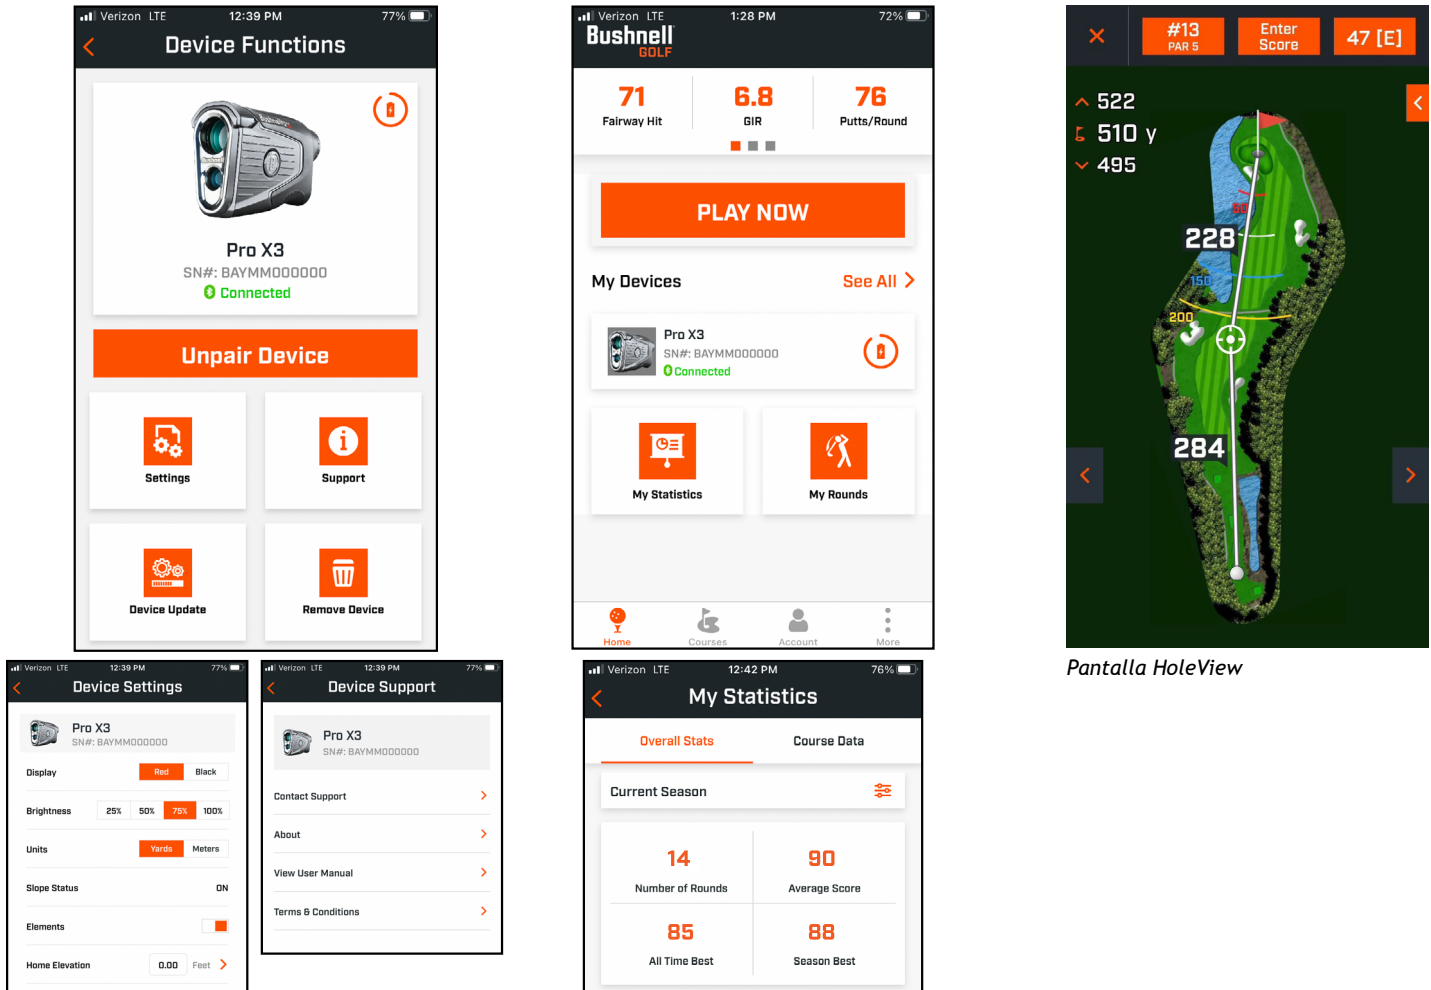 Verizon LTE 12:39 PM 77%
Device Functions
Pro X3
SN#: BAYMM000000
Connected
Unpair Device
Settings
Support
Device Update
Remove Device
Verizon LTE 1:28 PM 72%
Bushnell
GOLF
71 6.8 76
Fairway Hit GIR Putts/Round
PLAY NOW
My Devices See All
Pro X3
SN#: BAYMM000000
Connected
My Statistics My Rounds
Home Courses Account More
#13
PAR 5
Enter
Score
47 [E]
522
510 y
495
228
150
200
284
Pantalla HoleView
Verizon LTE 12:39 PM 77%
Device Settings
Pro X3
SN#: BAYMM000000
Display Red Black
Brightness 25% 50% 75% 100%
Units Yards Meters
Slope Status ON
Elements
Home Elevation 0.00 Feet
Verizon LTE 12:39 PM 77%
Device Support
Pro X3
SN#: BAYMM000000
Contact Support
About
View User Manual
Terms & Conditions
Verizon LTE 12:42 PM 76%
My Statistics
Overall Stats Course Data
Current Season
14 90
Number of Rounds Average Score
85 88
All Time Best Season Best